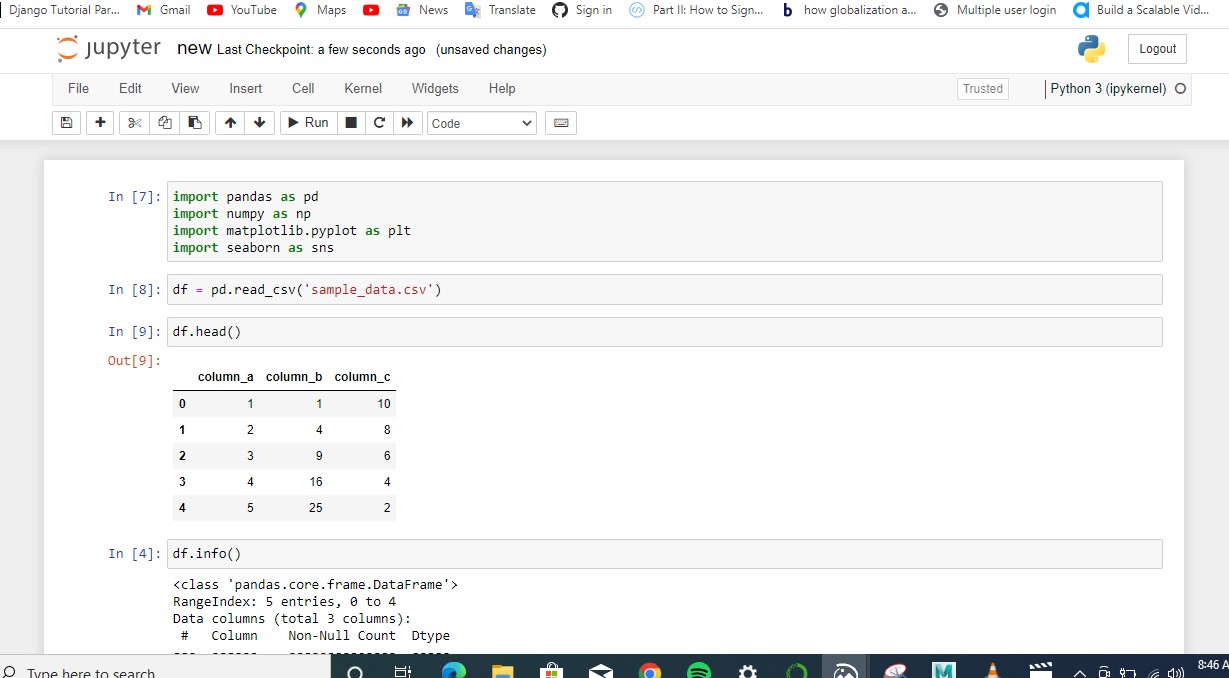 Django Tutorial Par... Gmail YouTube Maps News Translate Sign in Part II: How to Sign... b how globalization a... Multiple user login Build a Scalable Vid...
jupyter new Last Checkpoint: a few seconds ago (unsaved changes) Logout
File Edit View Insert Cell Kernel Widgets Help Trusted Python 3 (ipykernel)
Run Code
In [7]: import pandas as pd
import numpy as np
import matplotlib.pyplot as plt
import seaborn as sns
In [8]: df = pd.read_csv('sample_data.csv')
In [9]: df.head()
Out[9]:
column_a column_b column_c
0 1 1 10
1 2 4 8
2 3 9 6
3 4 16 4
4 5 25 2
In [4]: df.info()
<class 'pandas.core.frame.DataFrame'>
RangeIndex: 5 entries, 0 to 4
Data columns (total 3 columns):
# Column Non-Null Count Dtype
--- ------ -------------- -----
Type here to search 8:46 A